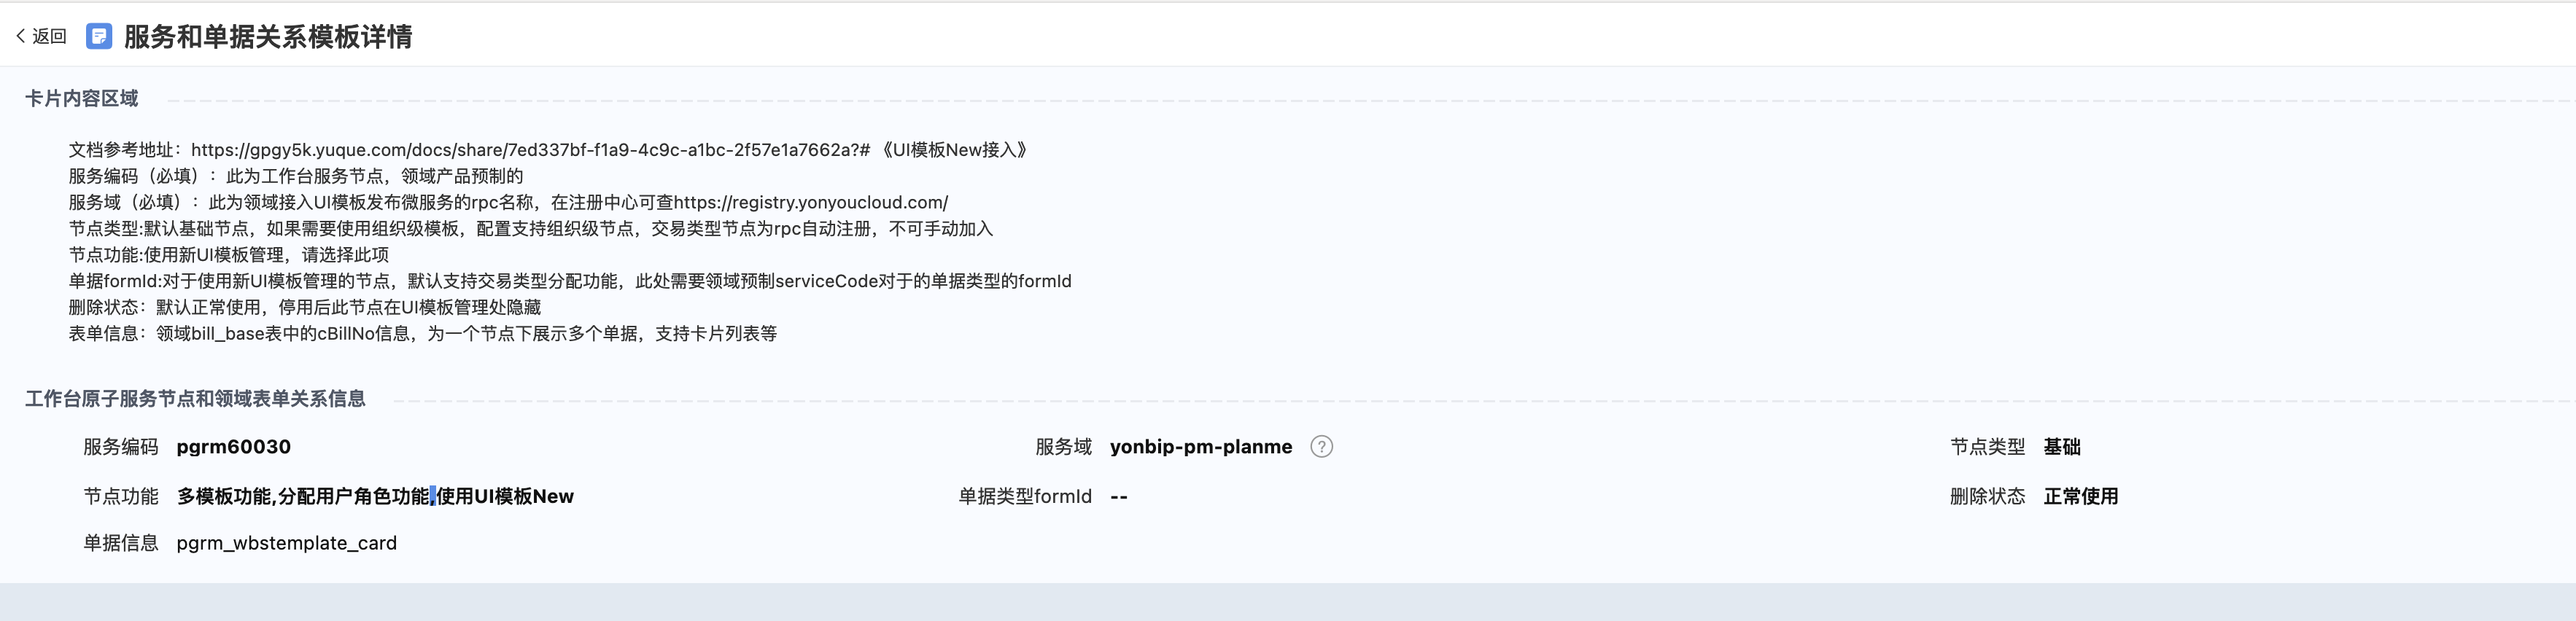 返回 服务和单据关系模板详情
卡片内容区域
文档参考地址：https://gpgy5k.yuque.com/docs/share/7ed337bf-f1a9-4c9c-a1bc-2f57e1a7662a?# 《UI模板New接入》
服务编码（必填）：此为工作台服务节点，领域产品预制的
服务域（必填）：此为领域接入UI模板发布微服务的rpc名称，在注册中心可查https://registry.yonyoucloud.com/
节点类型:默认基础节点，如果需要使用组织级模板，配置支持组织级节点，交易类型节点为rpc自动注册，不可手动加入
节点功能:使用新UI模板管理，请选择此项
单据formId:对于使用新UI模板管理的节点，默认支持交易类型分配功能，此处需要领域预制serviceCode对于的单据类型的formId
删除状态：默认正常使用，停用后此节点在UI模板管理处隐藏
表单信息：领域bill_base表中的cBillNo信息，为一个节点下展示多个单据，支持卡片列表等
工作台原子服务节点和领域表单关系信息
服务编码 pgrm60030 服务域 yonbip-pm-planme ? 节点类型 基础
节点功能 多模板功能,分配用户角色功能,使用UI模板New 单据类型formId -- 删除状态 正常使用
单据信息 pgrm_wbstemplate_card